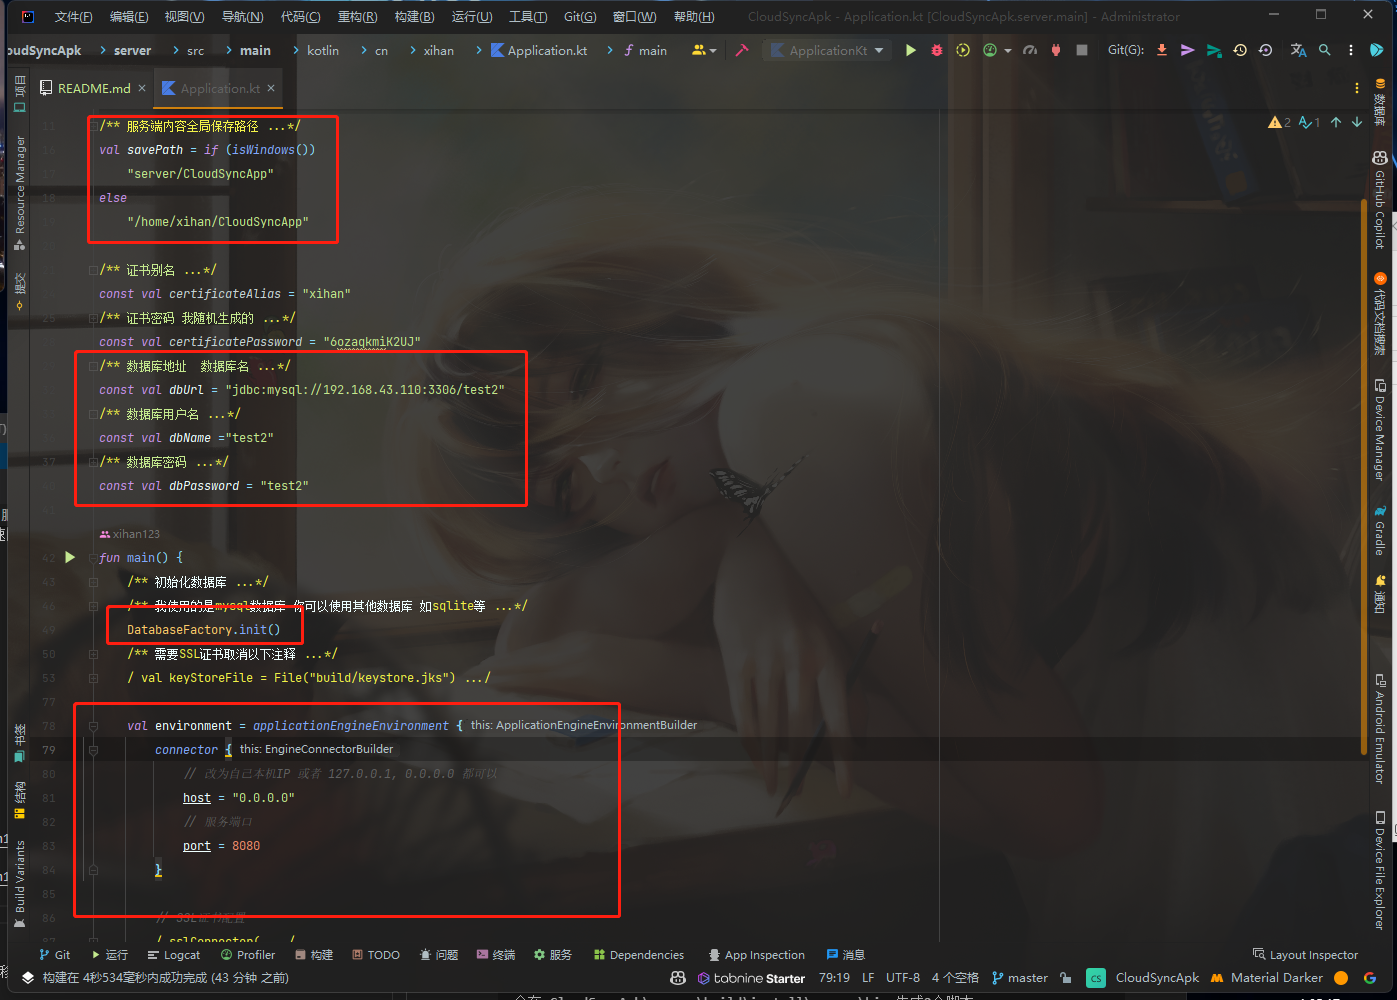 文件(F) 编辑(E) 视图(V) 导航(N) 代码(C) 重构(R) 构建(B) 运行(U) 工具(T) Git(G) 窗口(W) 帮助(H) CloudSyncApk - Application.kt [CloudSyncApk.server.main] - Administrator
oudSyncApk > server > src > main > kotlin > cn > xihan > Application.kt > main ApplicationKt Git(G):
README.md Application.kt
/** 服务端内容全局保存路径 ...*/
2 1
16 val savePath = if (isWindows())
17 "server/CloudSyncApp"
18 else
"/home/xihan/CloudSyncApp"
/** 证书别名 ...*/
const val certificateAlias = "xihan"
25 /** 证书密码 我随机生成的 ...*/
const val certificatePassword = "6ozaqkmiK2UJ"
/** 数据库地址 数据库名 ...*/
const val dbUrl = "jdbc:mysql://192.168.43.110:3306/test2"
/** 数据库用户名 ...*/
const val dbName ="test2"
37 /** 数据库密码 ...*/
const val dbPassword = "test2"
xihan123
42 fun main() {
43 /** 初始化数据库 ...*/
46 /** 我使用的是mysql数据库 你可以使用其他数据库 如sqlite等 ...*/
49 DatabaseFactory.init()
50 /** 需要SSL证书取消以下注释 ...*/
53 / val keyStoreFile = File("build/keystore.jks") .../
77
78 val environment = applicationEngineEnvironment { this: ApplicationEngineEnvironmentBuilder
79 connector { this: EngineConnectorBuilder
80 // 改为自己本机IP 或者 127.0.0.1, 0.0.0.0 都可以
81 host = "0.0.0.0"
82 // 服务端口
83 port = 8080
84 }
85
86 // SSL证书配置
87 / sslConnector( .../
项目
Resource Manager
提交
书签
结构
Build Variants
数据库
GitHub Copilot
代码文档搜索
Device Manager
Gradle
通知
Android Emulator
Device File Explorer
Git 运行 Logcat Profiler 构建 TODO 问题 终端 服务 Dependencies App Inspection 消息 Layout Inspector
构建在 4秒534毫秒内成功完成 (43 分钟 之前) tabnine Starter 79:19 LF UTF-8 4 个空格 master CS CloudSyncApk Material Darker